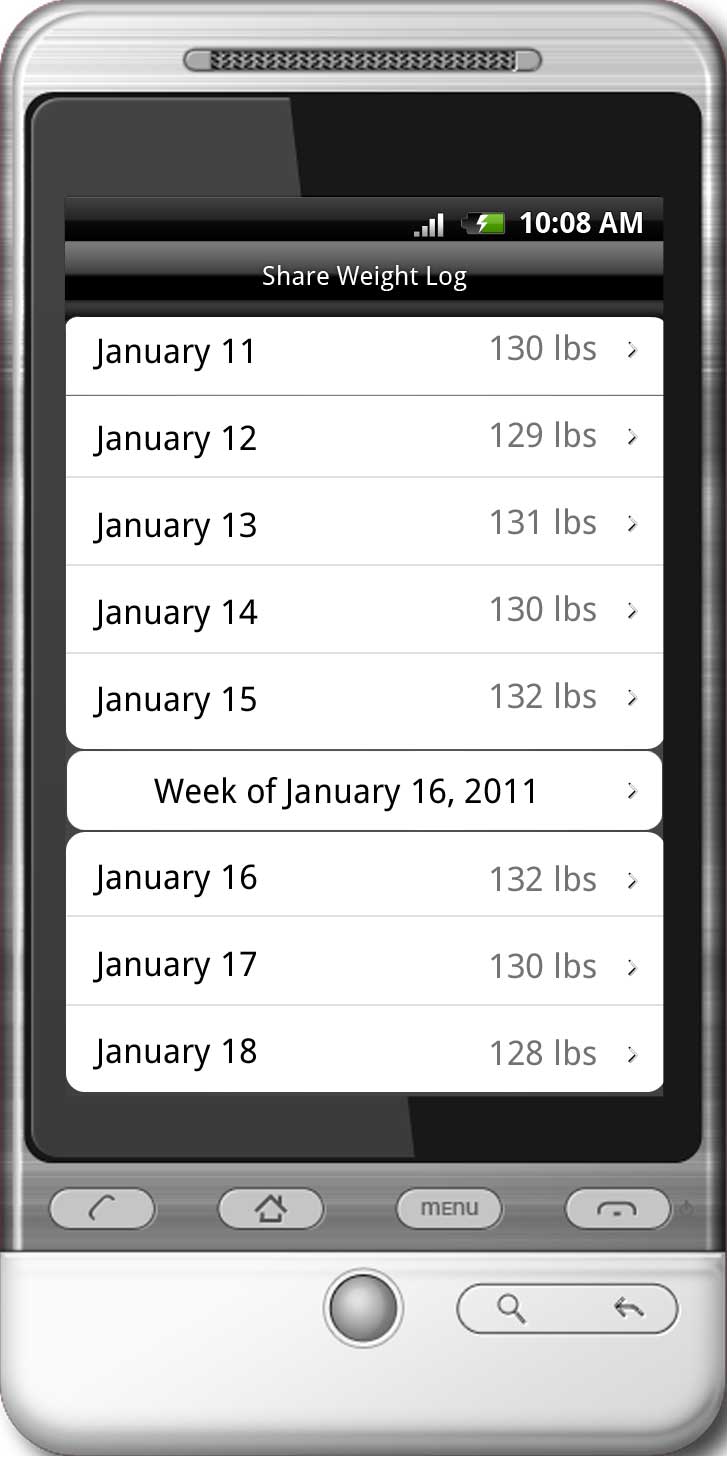 10:08 AM
Share Weight Log
January 11 130 lbs
January 12 129 lbs
January 13 131 lbs
January 14 130 lbs
January 15 132 lbs
Week of January 16, 2011
January 16 132 lbs
January 17 130 lbs
January 18 128 lbs
MENU